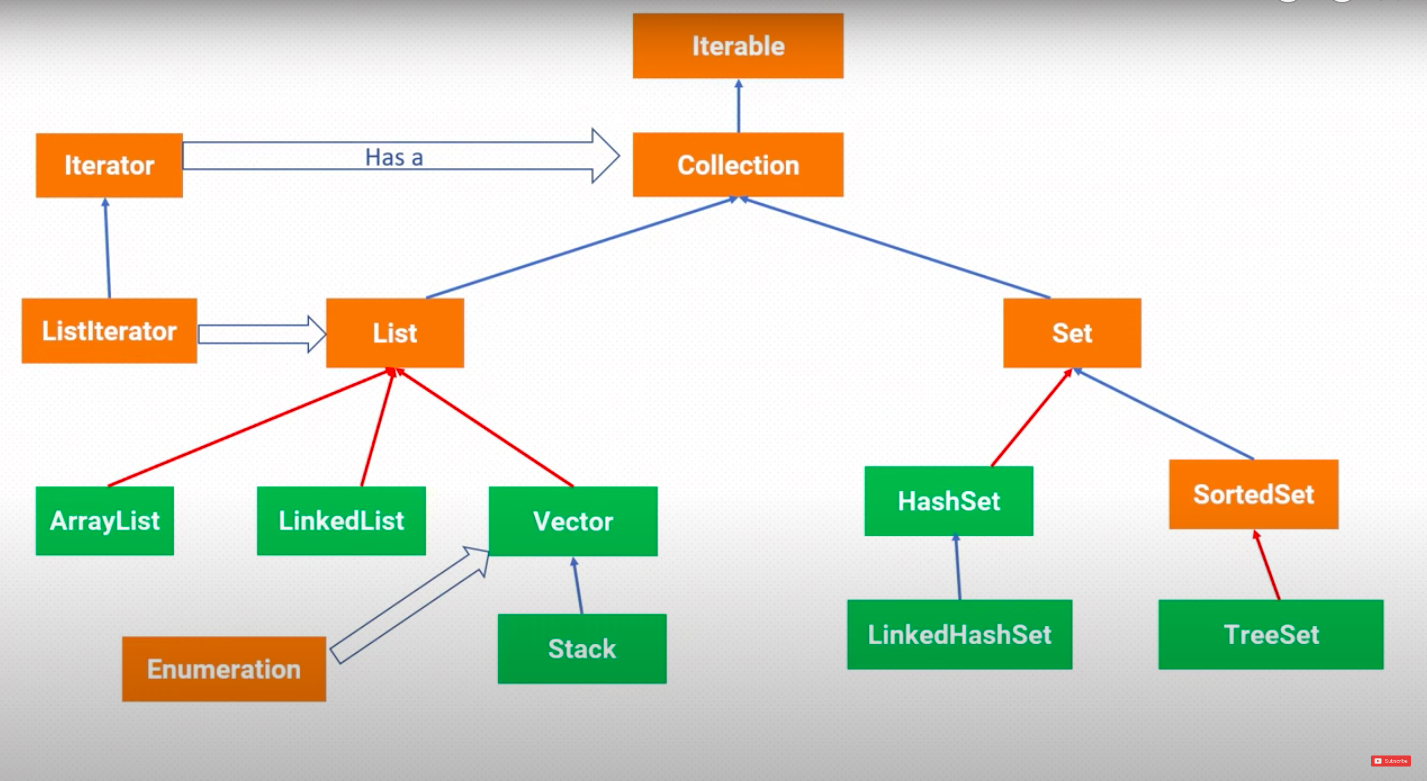 Iterable
Iterator
Has a
Collection
ListIterator
List
Set
ArrayList
LinkedList
Vector
HashSet
SortedSet
Enumeration
Stack
LinkedHashSet
TreeSet
Subscribe